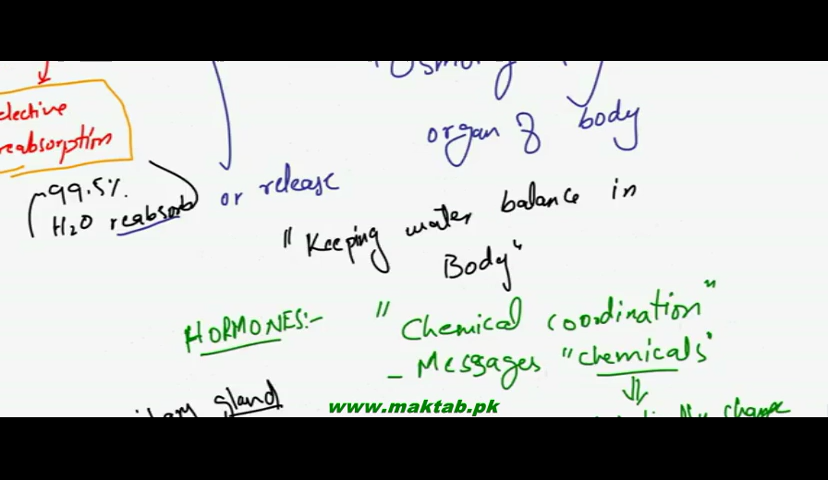 organ of body
elective
reabsorption
~99.5%
H₂O reabsorb
or release
"Keeping water balance in
Body"
HORMONES:- "Chemical coordination"
- Messages "chemicals"
gland
change
www.maktab.pk